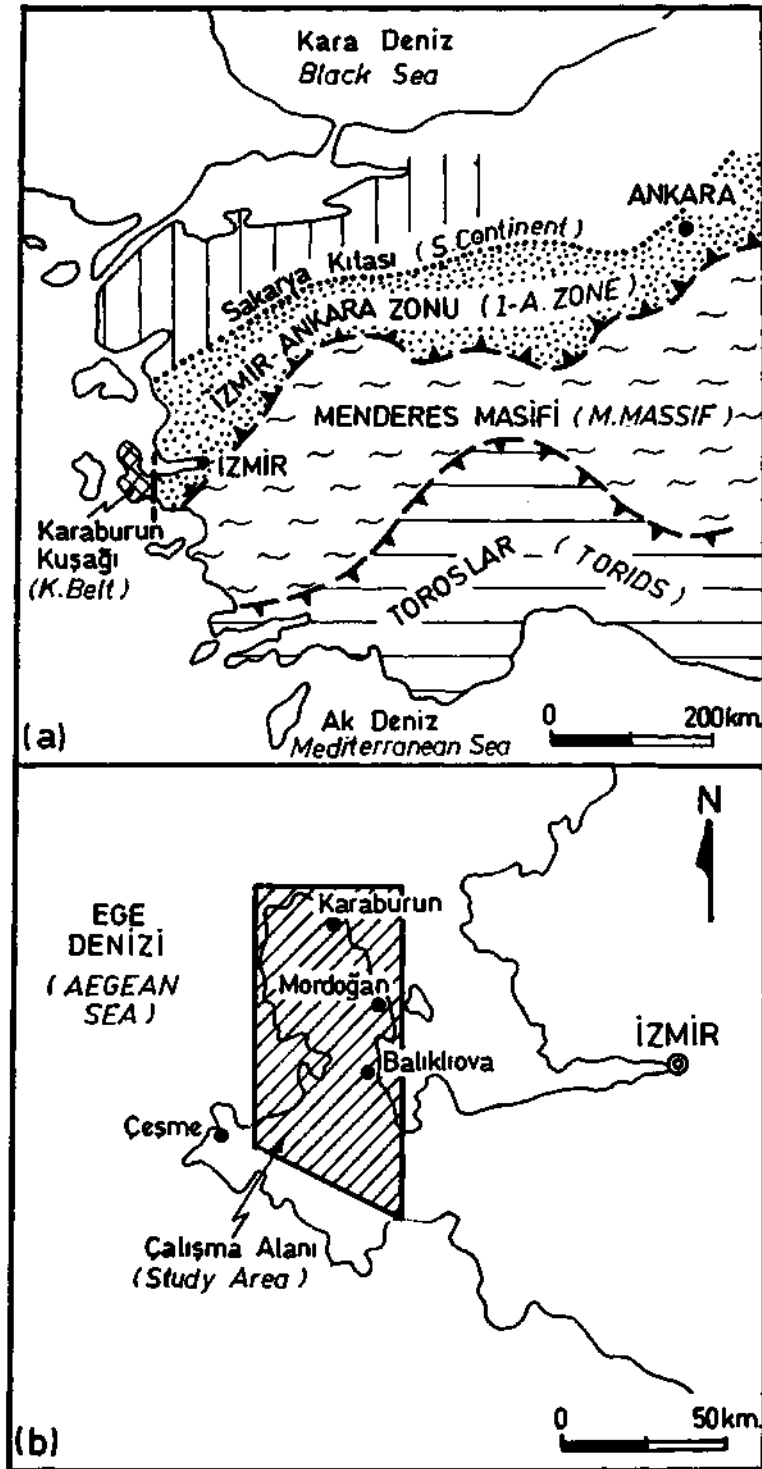 Kara Deniz
Black Sea
ANKARA
Sakarya Kıtası (S.Continent)
İZMİR-ANKARA ZONU (I-A. ZONE)
MENDERES MASİFİ (M.MASSIF)
İZMİR
Karaburun
Kuşağı
(K.Belt)
TOROSLAR (TORIDS)
Ak Deniz
Mediterranean Sea
0 200km.
(a)
N
EGE
DENİZİ
(AEGEAN
SEA)
Karaburun
Mordoğan
İZMİR
Balıklıova
Çeşme
Çalışma Alanı
(Study Area)
0 50km.
(b)